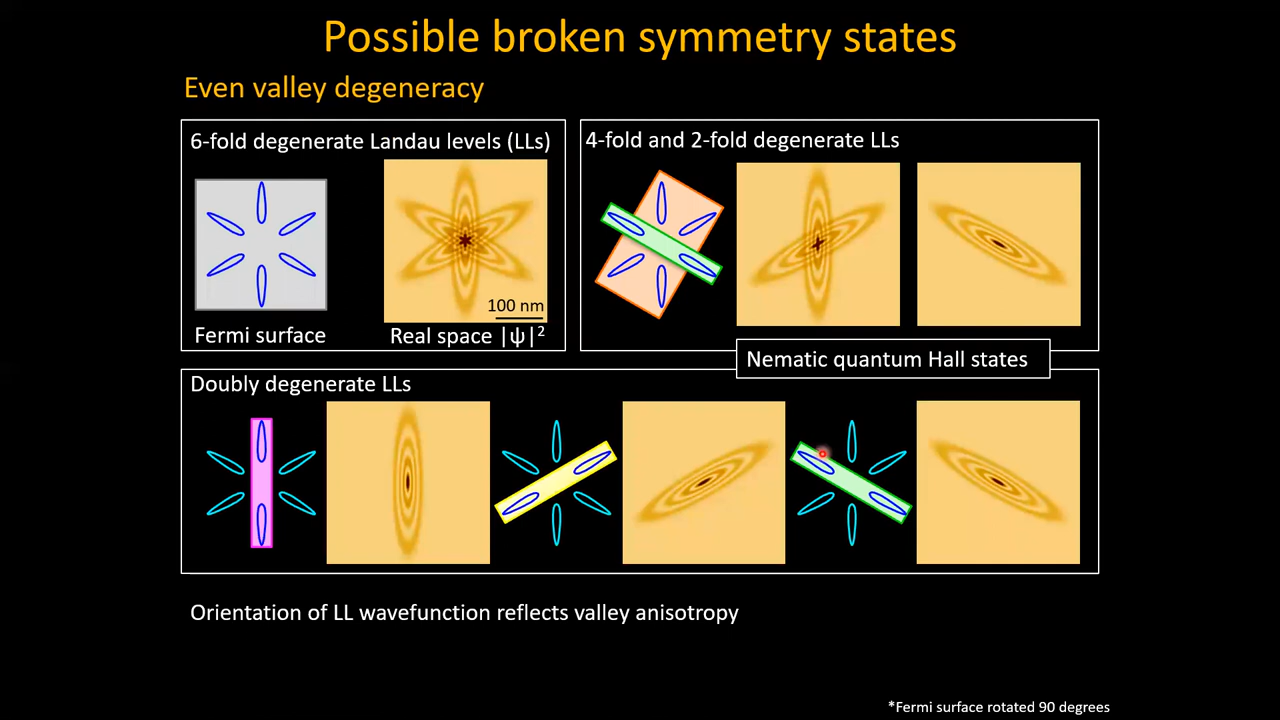 Possible broken symmetry states
Even valley degeneracy
6-fold degenerate Landau levels (LLs)
Fermi surface
100 nm
Real space |ψ|²
4-fold and 2-fold degenerate LLs
Nematic quantum Hall states
Doubly degenerate LLs
Orientation of LL wavefunction reflects valley anisotropy
*Fermi surface rotated 90 degrees